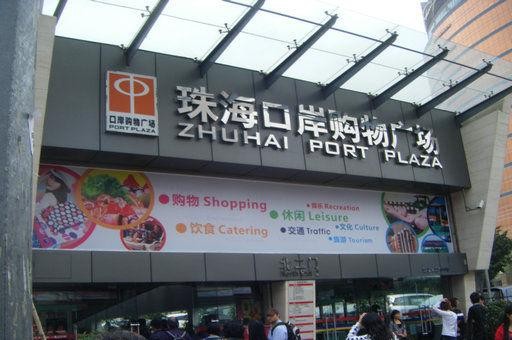 口岸购物广场
PORT PLAZA
珠海口岸购物广场
ZHUHAI PORT PLAZA
购物 Shopping
娱乐 Recreation
休闲 Leisure
文化 Culture
饮食 Catering
交通 Traffic
旅游 Tourism
北二门